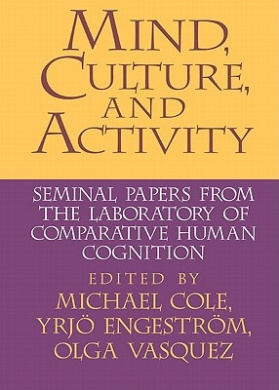 MIND,
CULTURE,
AND
ACTIVITY
SEMINAL PAPERS FROM
THE LABORATORY OF
COMPARATIVE HUMAN
COGNITION
EDITED BY
MICHAEL COLE,
YRJÖ ENGESTRÖM,
OLGA VASQUEZ